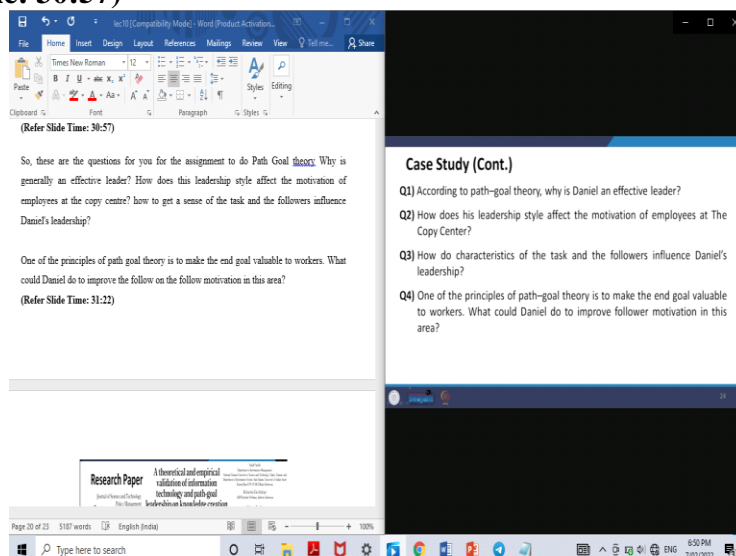 lec10 [Compatibility Mode] - Word (Product Activation...
File Home Insert Design Layout References Mailings Review View Tell me... Share
Times New Roman 12
Paste
B I U abc X₂ X²
Aa
Styles Editing
Clipboard Font Paragraph Styles
(Refer Slide Time: 30:57)
So, these are the questions for you for the assignment to do Path Goal theory Why is
generally an effective leader? How does this leadership style affect the motivation of
employees at the copy centre? how to get a sense of the task and the followers influence
Daniel's leadership?
One of the principles of path goal theory is to make the end goal valuable to workers. What
could Daniel do to improve the follow on the follow motivation in this area?
(Refer Slide Time: 31:22)
Research Paper
A theoretical and empirical
validation of information
technology and path-goal
leadership on knowledge creation
Page 20 of 23 5187 words English (India) 100%
Case Study (Cont.)
Q1) According to path–goal theory, why is Daniel an effective leader?
Q2) How does his leadership style affect the motivation of employees at The
Copy Center?
Q3) How do characteristics of the task and the followers influence Daniel's
leadership?
Q4) One of the principles of path–goal theory is to make the end goal valuable
to workers. What could Daniel do to improve follower motivation in this
area?
24
Type here to search
ENG
6:50 PM